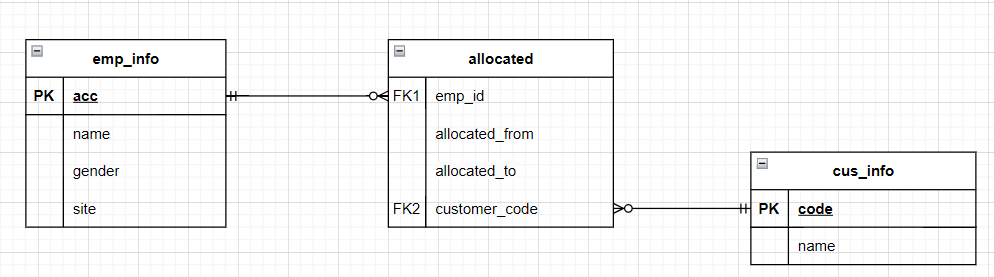 emp_info
PK acc
name
gender
site
allocated
FK1 emp_id
allocated_from
allocated_to
FK2 customer_code
cus_info
PK code
name